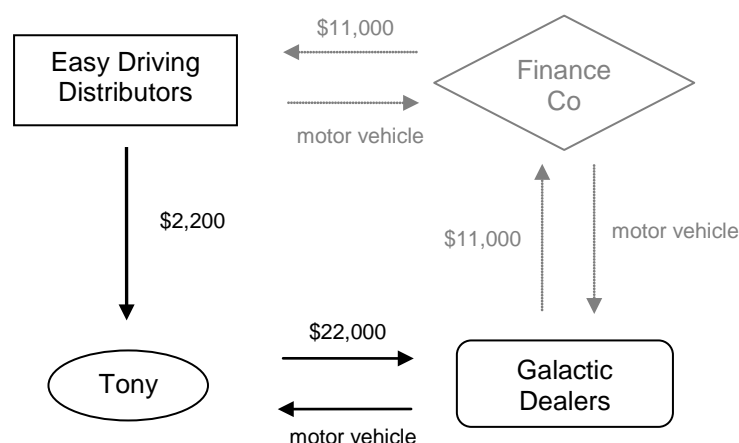 $11,000
Easy Driving
Distributors
Finance
Co
motor vehicle
$2,200
$11,000
motor vehicle
$22,000
Tony
Galactic
Dealers
motor vehicle